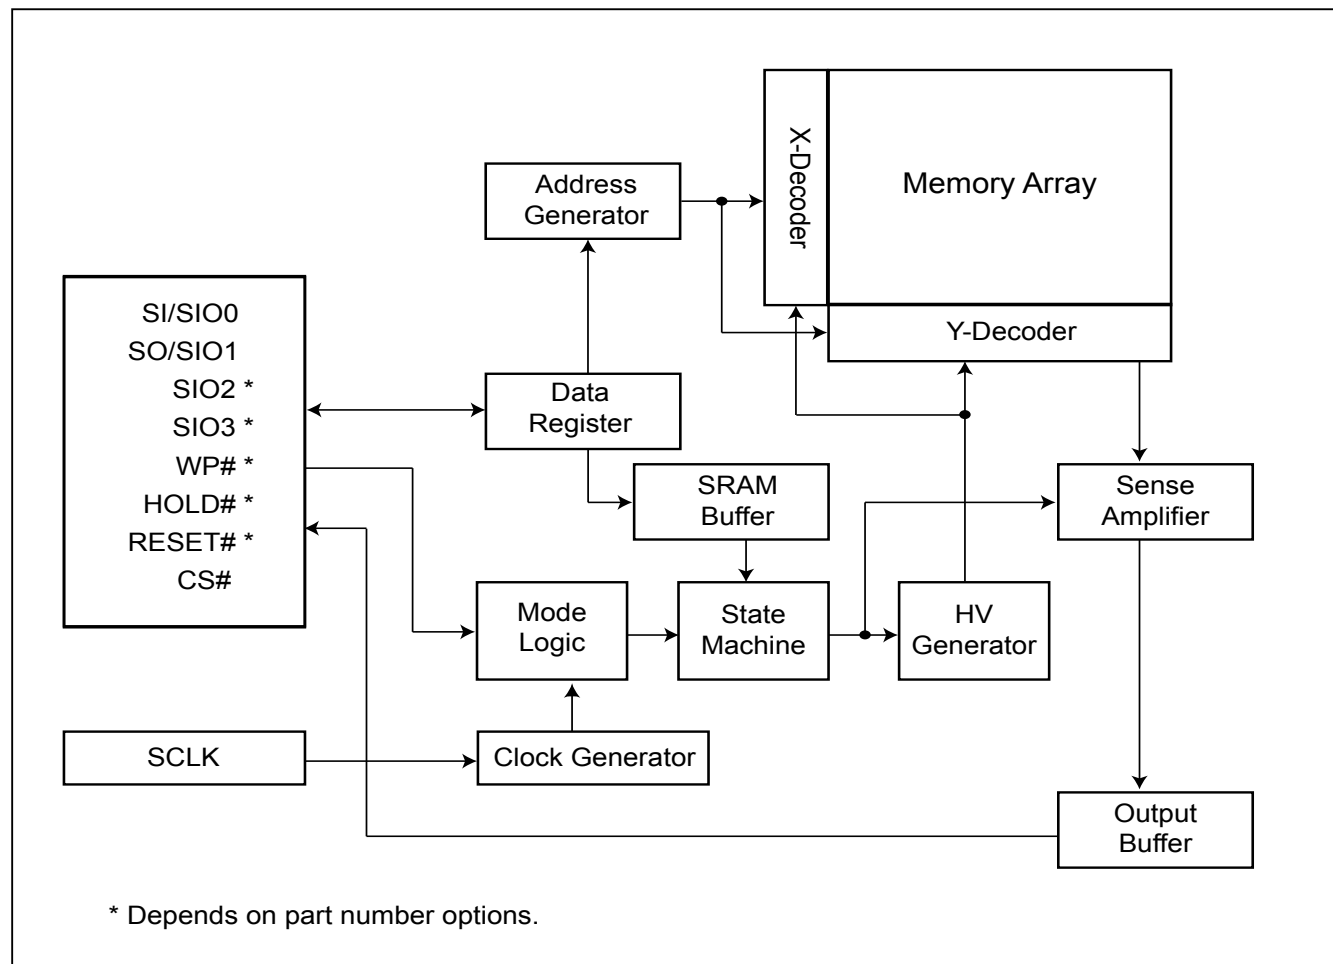 X-Decoder
Memory Array
Address
Generator
Y-Decoder
SI/SIO0
SO/SIO1
SIO2 *
SIO3 *
WP# *
HOLD# *
RESET# *
CS#
Data
Register
SRAM
Buffer
Sense
Amplifier
Mode
Logic
State
Machine
HV
Generator
SCLK
Clock Generator
Output
Buffer
* Depends on part number options.